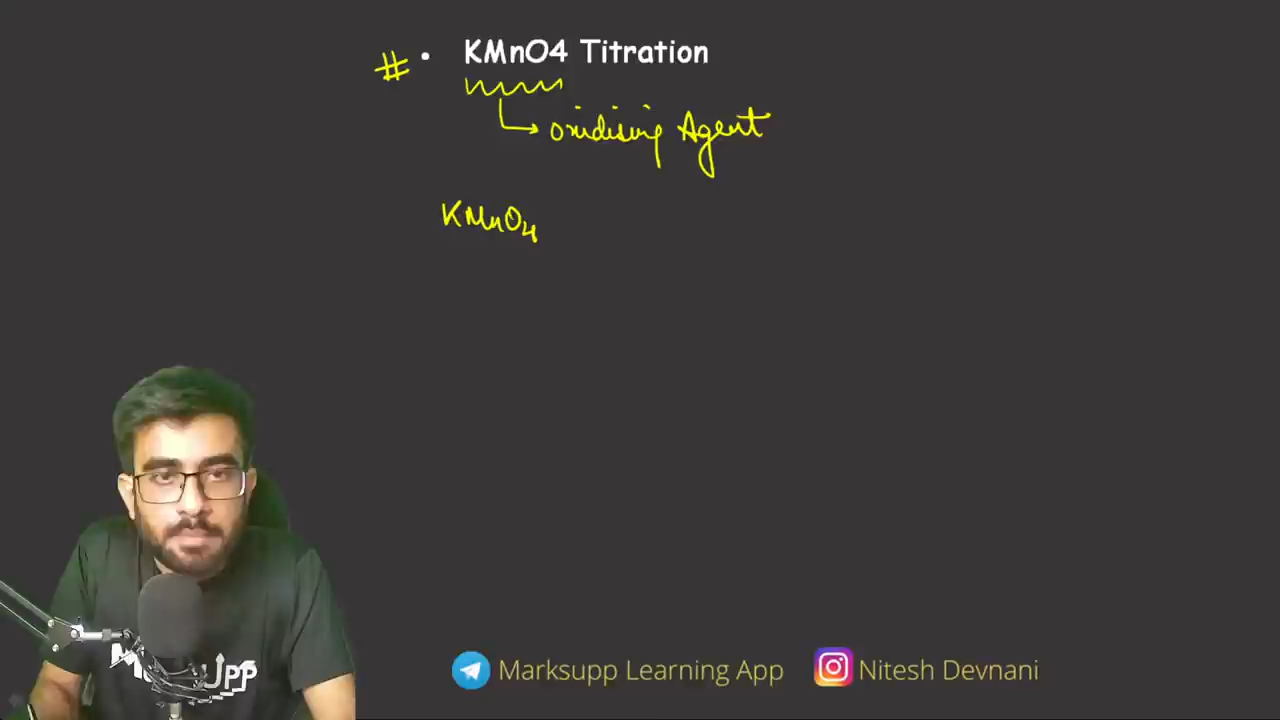 # • KMnO4 Titration
oxidising Agent
KMnO4
Marksupp Learning App
Nitesh Devnani